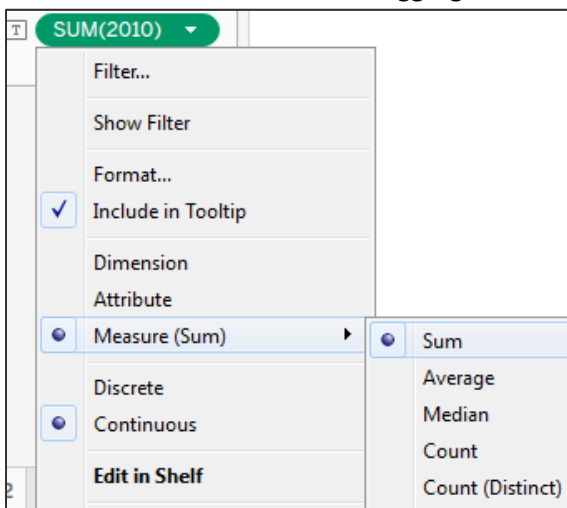 T SUM(2010)
Filter...
Show Filter
Format...
Include in Tooltip
Dimension
Attribute
Measure (Sum)
Sum
Average
Discrete
Median
Continuous
Count
Edit in Shelf
Count (Distinct)